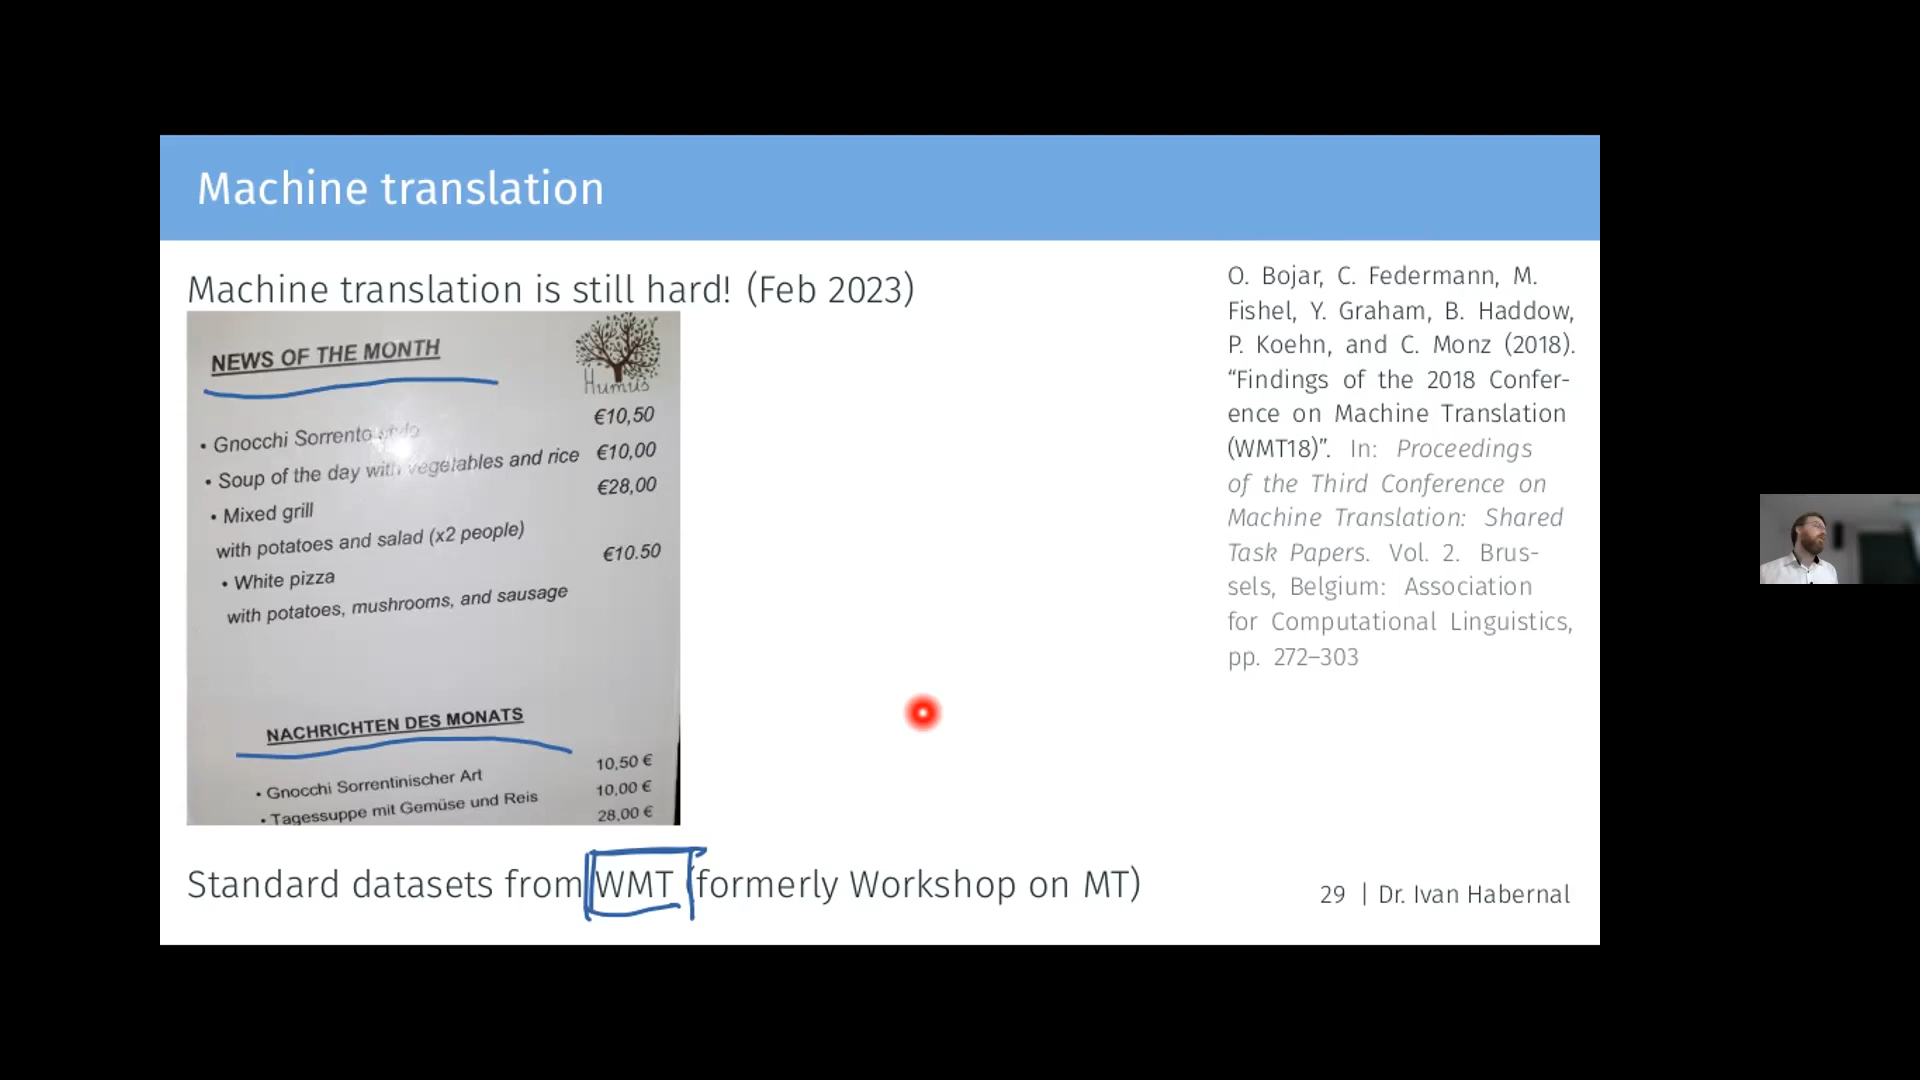 Machine translation
Machine translation is still hard! (Feb 2023)
NEWS OF THE MONTH
Humus
• Gnocchi Sorrento style €10,50
• Soup of the day with vegetables and rice €10,00
• Mixed grill €28,00
with potatoes and salad (x2 people)
• White pizza €10.50
with potatoes, mushrooms, and sausage
NACHRICHTEN DES MONATS
• Gnocchi Sorrentinischer Art 10,50 €
• Tagessuppe mit Gemüse und Reis 10,00 €
28,00 €
Standard datasets from WMT (formerly Workshop on MT)
O. Bojar, C. Federmann, M.
Fishel, Y. Graham, B. Haddow,
P. Koehn, and C. Monz (2018).
“Findings of the 2018 Confer-
ence on Machine Translation
(WMT18)”. In: Proceedings
of the Third Conference on
Machine Translation: Shared
Task Papers. Vol. 2. Brus-
sels, Belgium: Association
for Computational Linguistics,
pp. 272–303
29 | Dr. Ivan Habernal